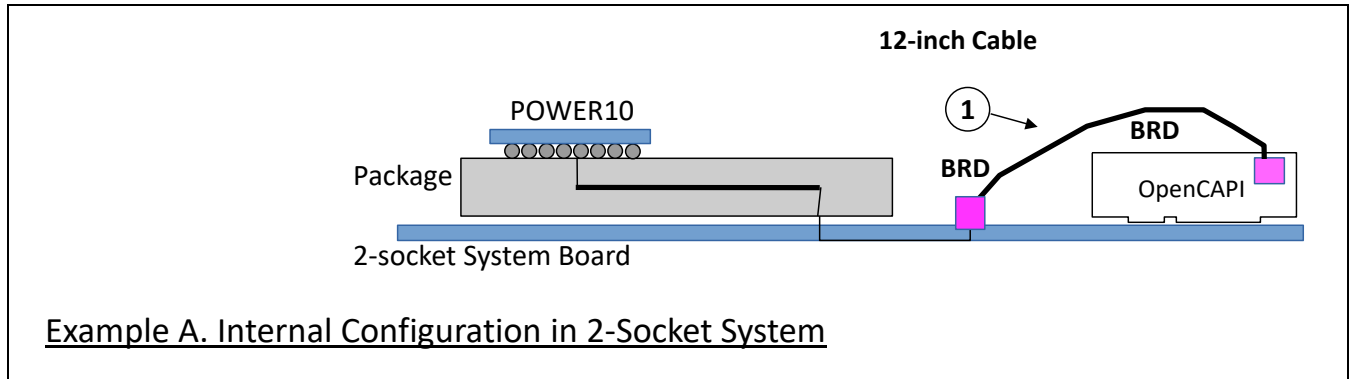 12-inch Cable
POWER10
1
BRD
BRD
Package
OpenCAPI
2-socket System Board
Example A. Internal Configuration in 2-Socket System